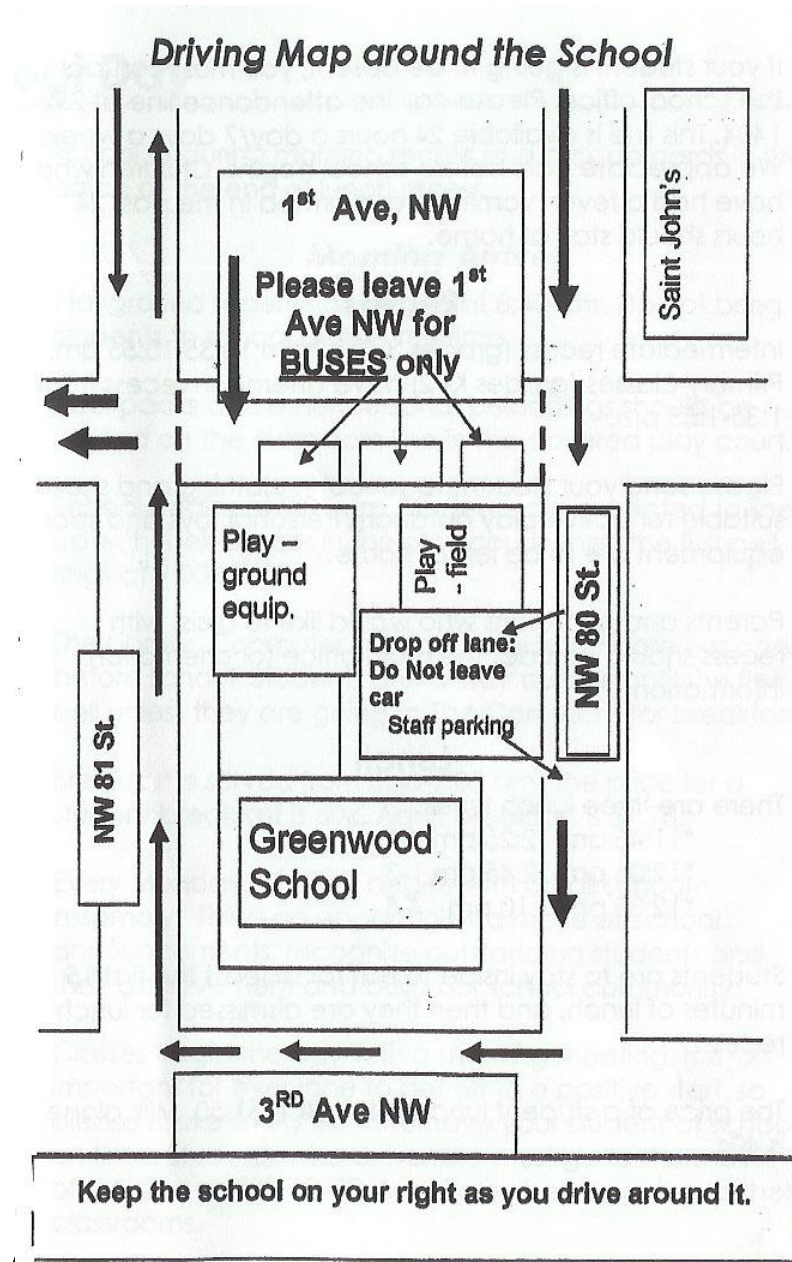 Driving Map around the School
1st Ave, NW
Please leave 1st
Ave NW for
BUSES only
Saint John's
Play –
ground
equip.
Play
- field
Drop off lane:
Do Not leave
car
Staff parking
NW 80 St.
NW 81 St.
Greenwood
School
3RD Ave NW
Keep the school on your right as you drive around it.